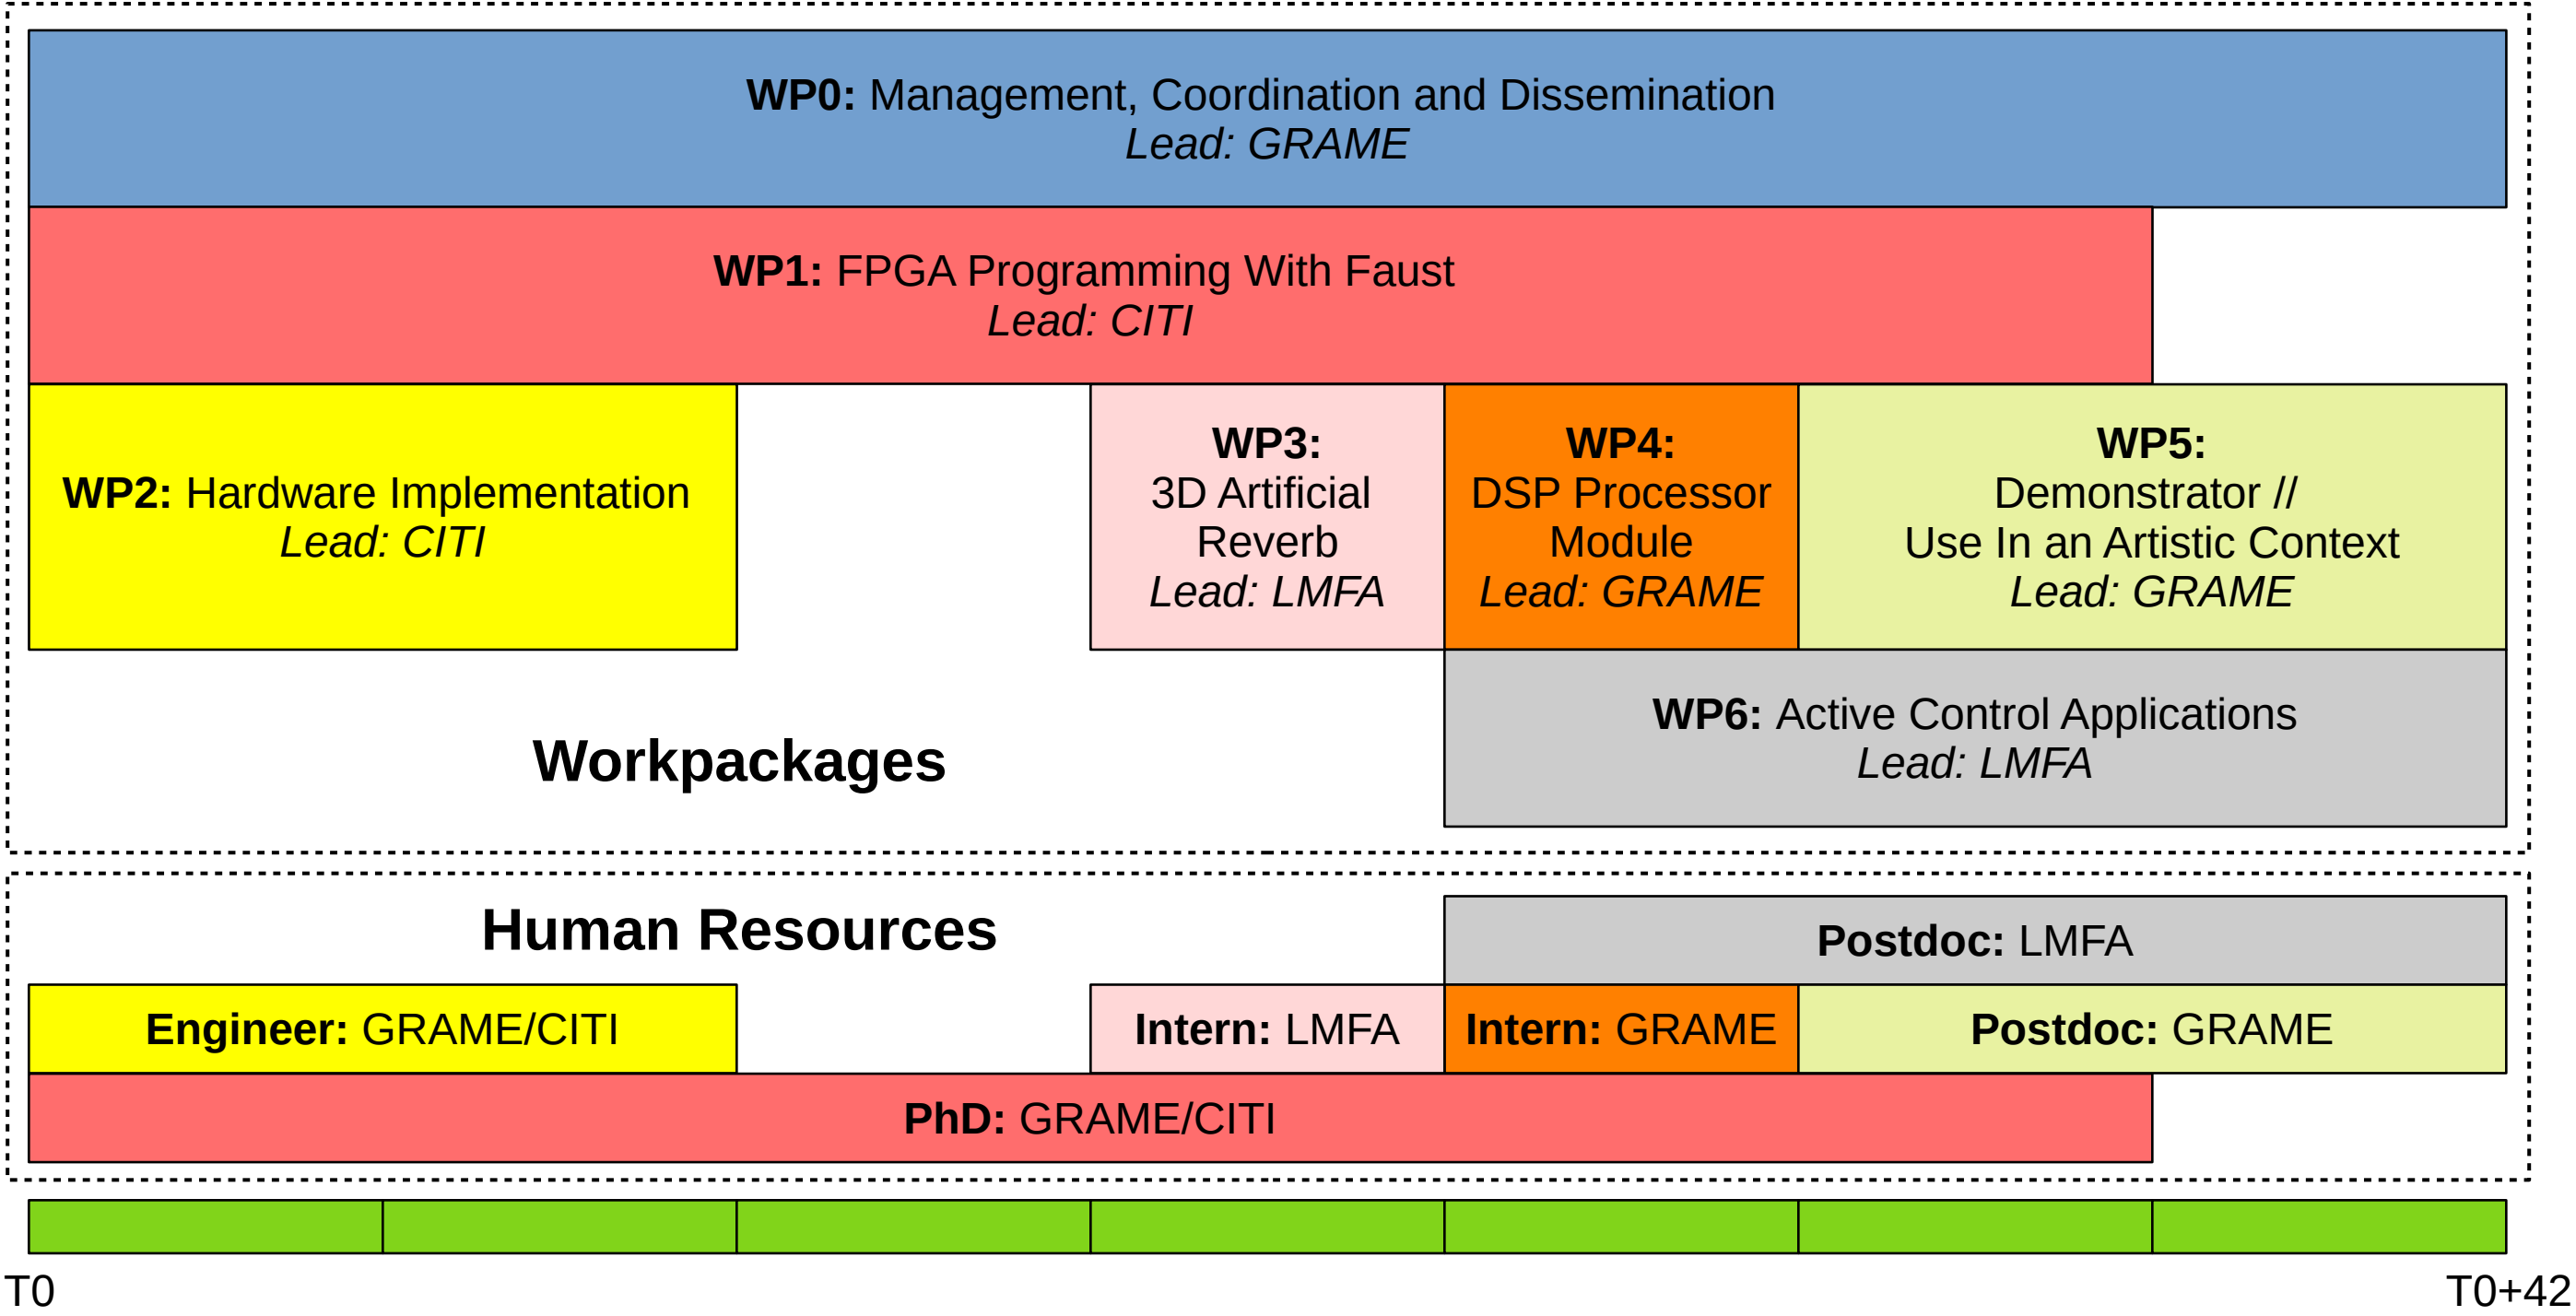 WP0: Management, Coordination and Dissemination
Lead: GRAME
WP1: FPGA Programming With Faust
Lead: CITI
WP2: Hardware Implementation
Lead: CITI
WP3:
3D Artificial
Reverb
Lead: LMFA
WP4:
DSP Processor
Module
Lead: GRAME
WP5:
Demonstrator //
Use In an Artistic Context
Lead: GRAME
WP6: Active Control Applications
Lead: LMFA
Workpackages
Human Resources
Postdoc: LMFA
Engineer: GRAME/CITI
Intern: LMFA
Intern: GRAME
Postdoc: GRAME
PhD: GRAME/CITI
T0
T0+42